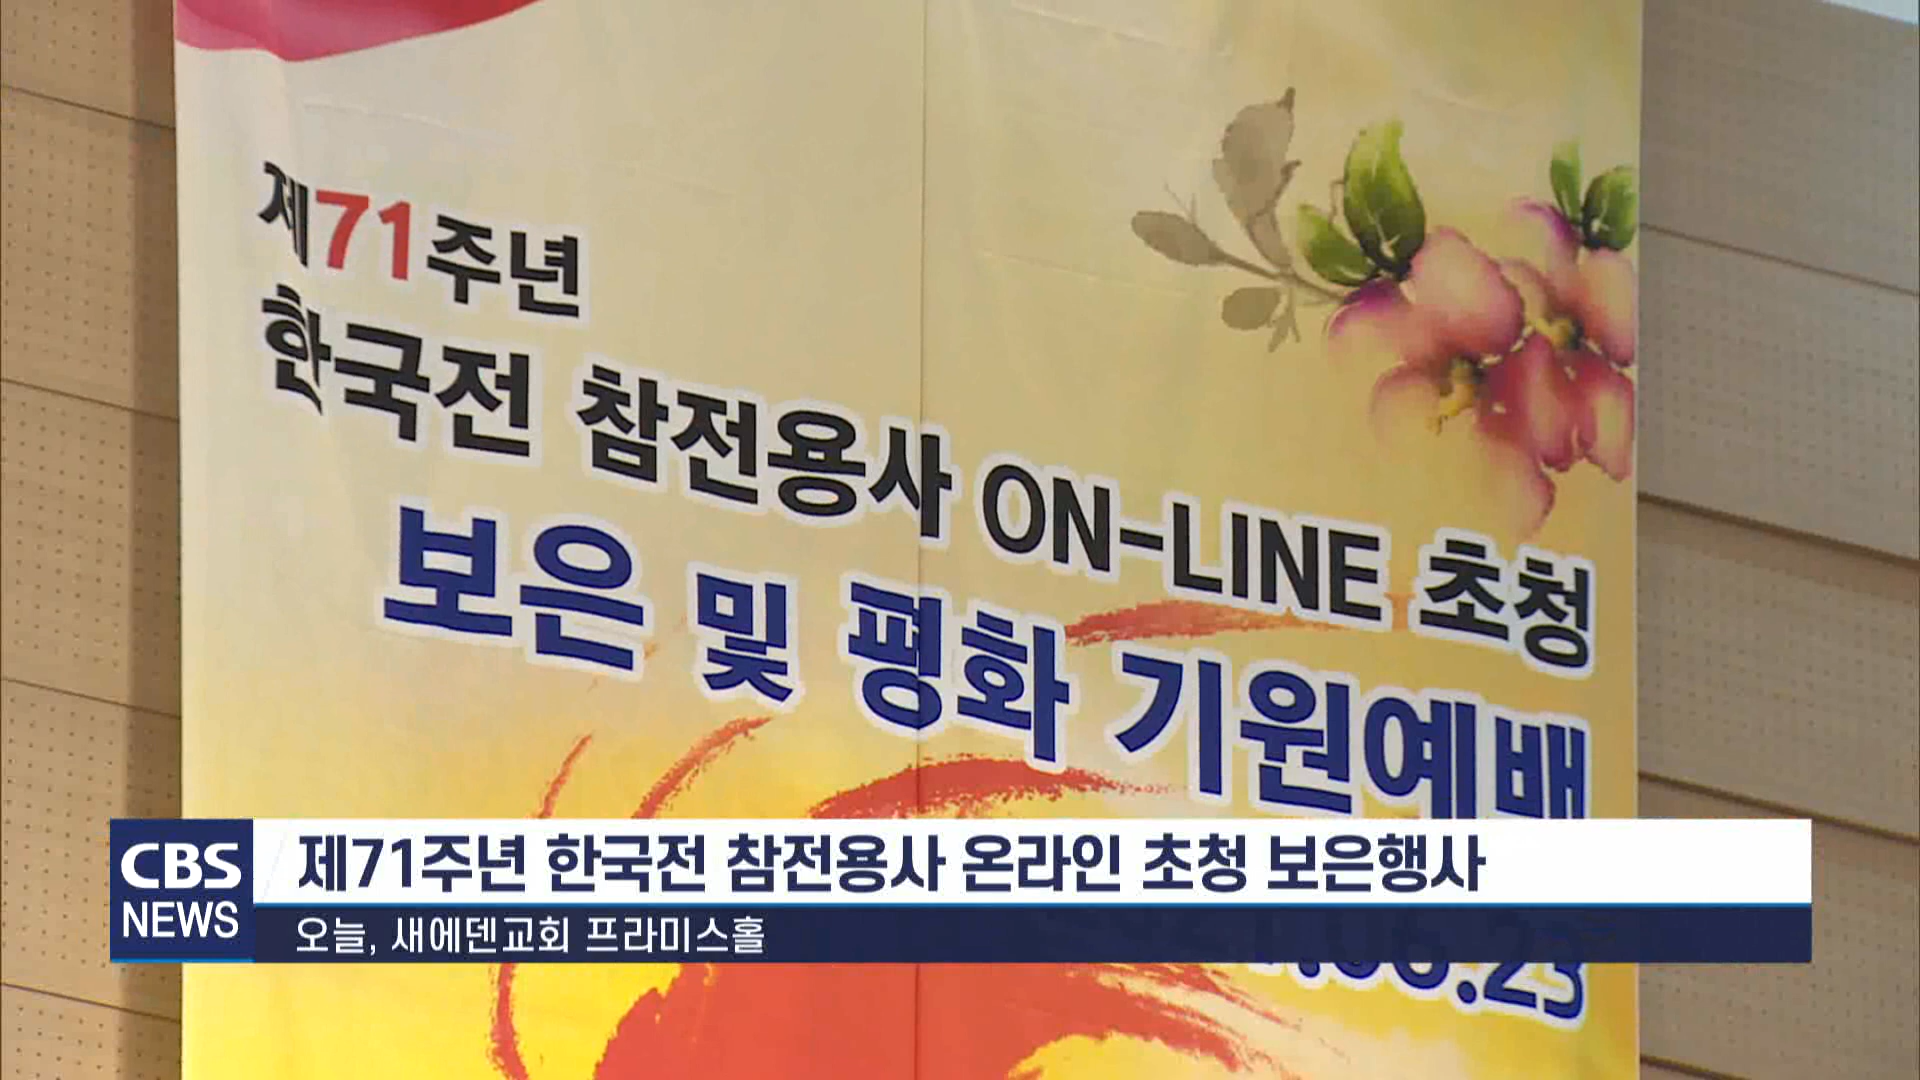 제71주년
한국전 참전용사 ON-LINE 초청
보은 및 평화 기원예배
CBS
NEWS
제71주년 한국전 참전용사 온라인 초청 보은행사
오늘, 새에덴교회 프라미스홀
.06.23